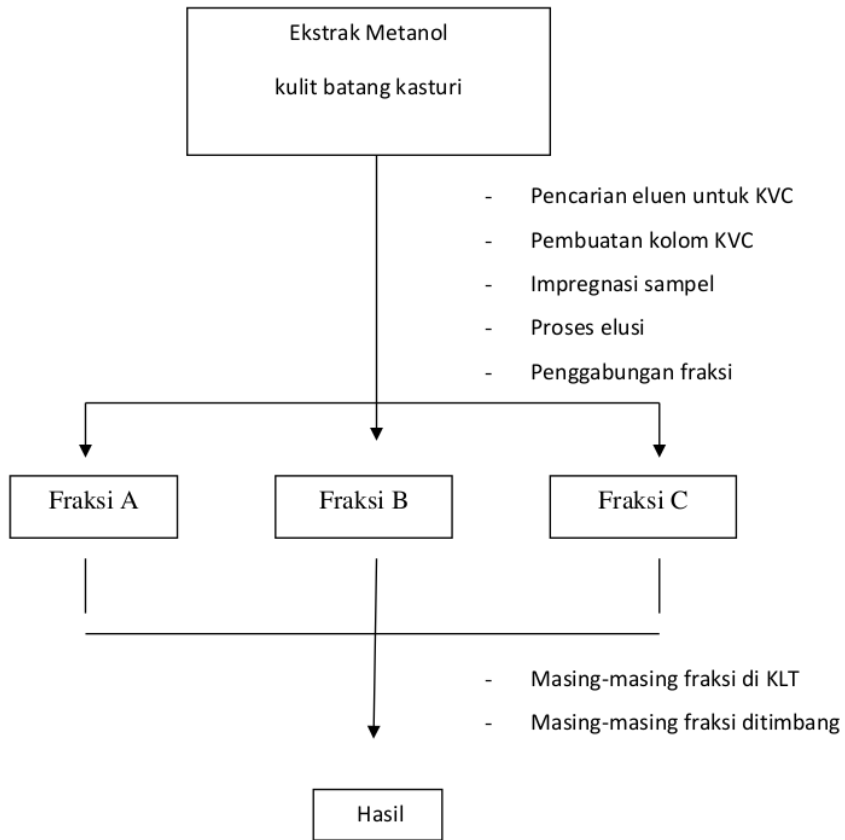 Ekstrak Metanol
kulit batang kasturi
- Pencarian eluen untuk KVC
- Pembuatan kolom KVC
- Impregnasi sampel
- Proses elusi
- Penggabungan fraksi
Fraksi A
Fraksi B
Fraksi C
- Masing-masing fraksi di KLT
- Masing-masing fraksi ditimbang
Hasil